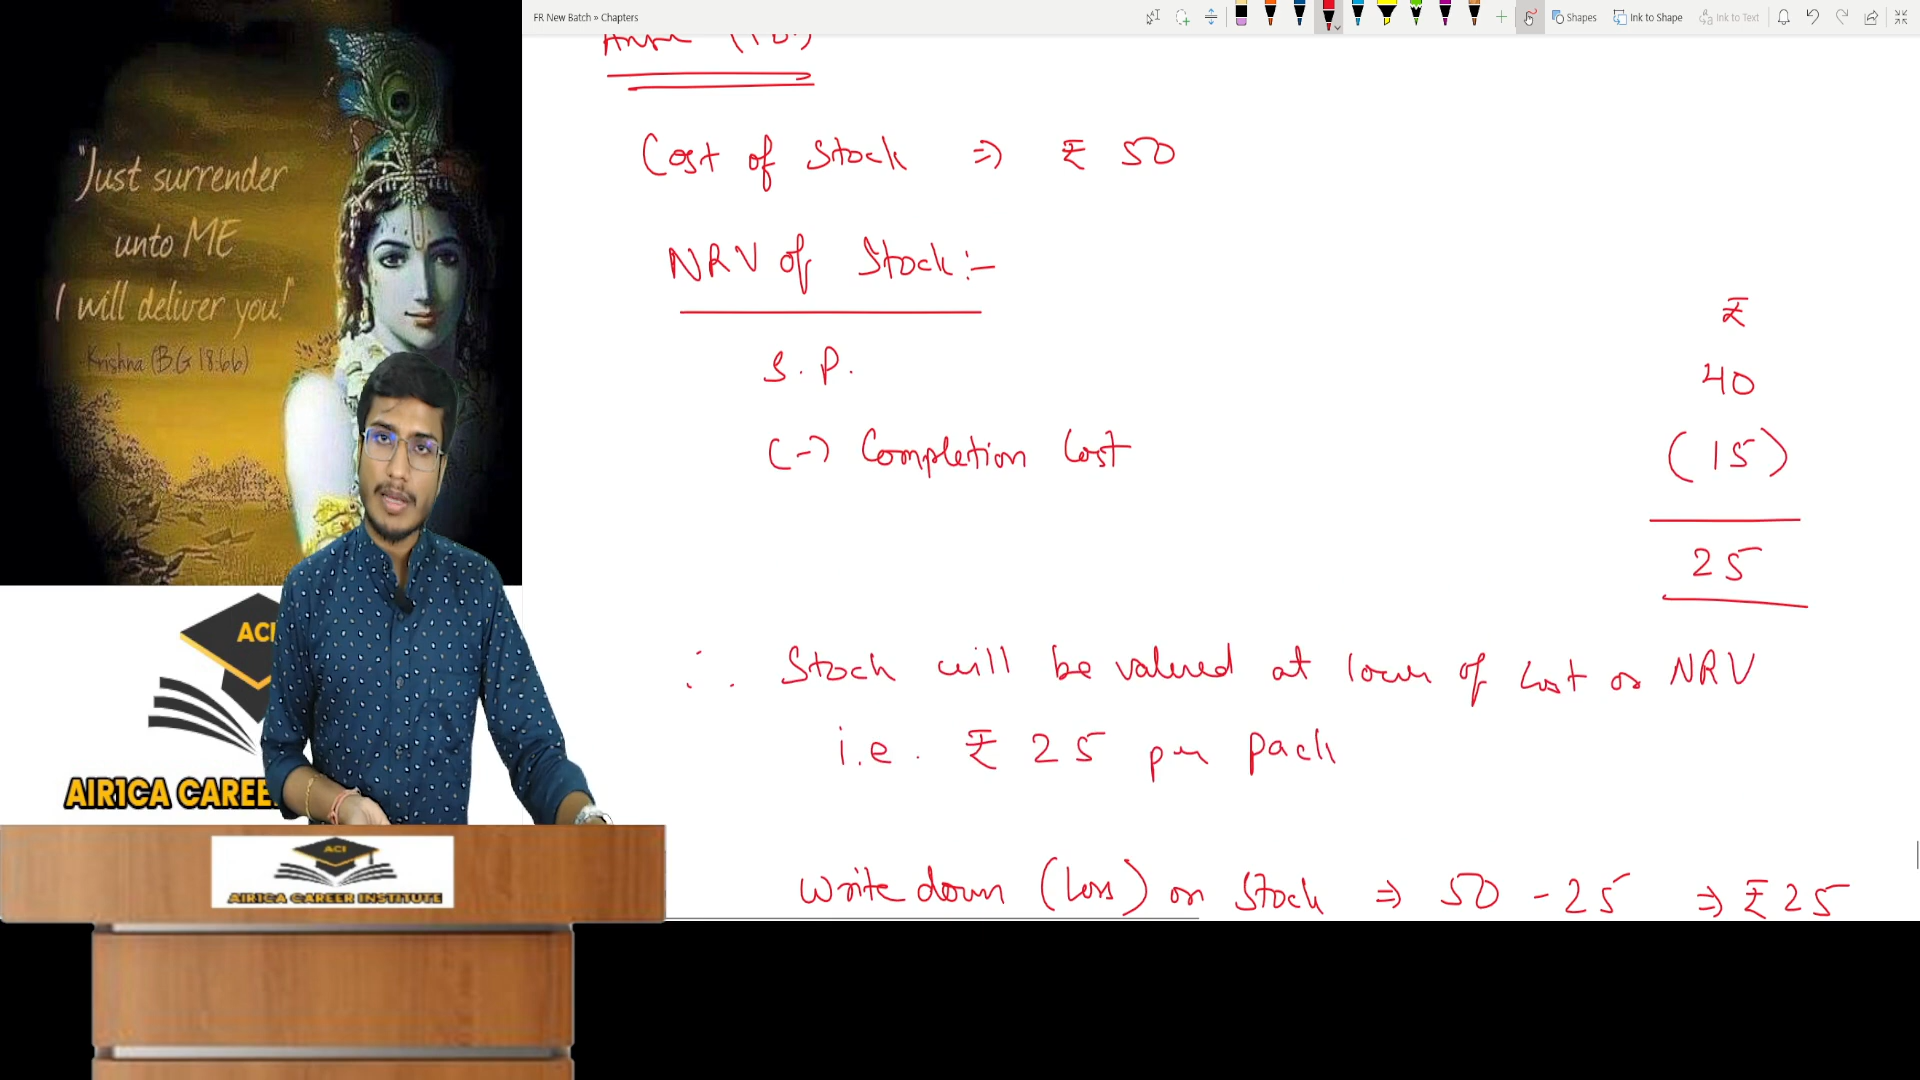 FR New Batch » Chapters
Shapes
Ink to Shape
Ink to Text
"Just surrender
unto ME
I will deliver you!"
-Krishna (B.G 18:66)
Cost of Stock ⇒ ₹ 50
NRV of Stock:-
₹
S.P. 40
(-) Completion Cost (15)
25
∴ Stock will be valued at lower of Cost or NRV
i.e. ₹ 25 per pack
Write down (Loss) on Stock ⇒ 50 - 25 ⇒ ₹ 25
ACI
AIR1CA CAREE
ACI
AIR1CA CAREER INSTITUTE